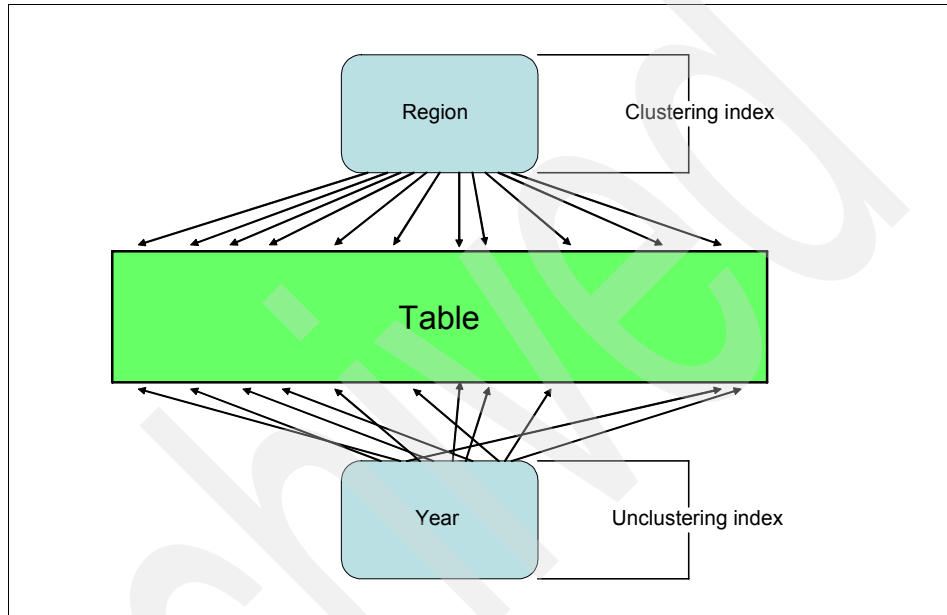 Region
Clustering index
Table
Year
Unclustering index